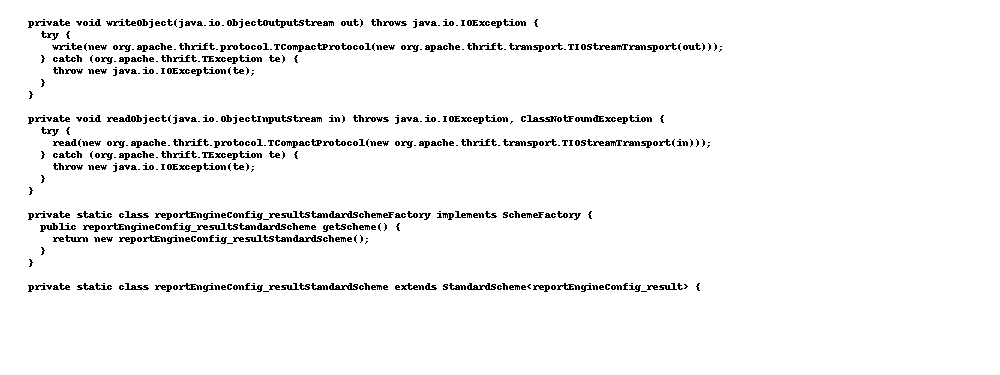 private void writeObject(java.io.ObjectOutputStream out) throws java.io.IOException {
  try {
    write(new org.apache.thrift.protocol.TCompactProtocol(new org.apache.thrift.transport.TIOStreamTransport(out)));
  } catch (org.apache.thrift.TException te) {
    throw new java.io.IOException(te);
  }
}

private void readObject(java.io.ObjectInputStream in) throws java.io.IOException, ClassNotFoundException {
  try {
    read(new org.apache.thrift.protocol.TCompactProtocol(new org.apache.thrift.transport.TIOStreamTransport(in)));
  } catch (org.apache.thrift.TException te) {
    throw new java.io.IOException(te);
  }
}

private static class reportEngineConfig_resultStandardSchemeFactory implements SchemeFactory {
  public reportEngineConfig_resultStandardScheme getScheme() {
    return new reportEngineConfig_resultStandardScheme();
  }
}

private static class reportEngineConfig_resultStandardScheme extends StandardScheme<reportEngineConfig_result> {